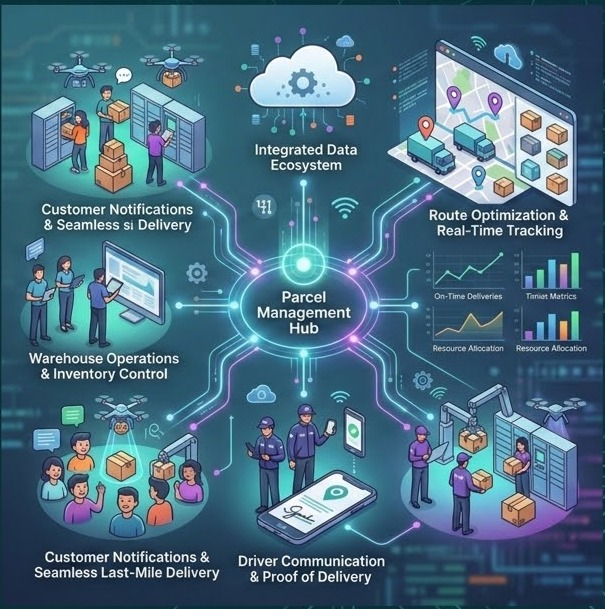 Integrated Data
Ecosystem
Customer Notifications
& Seamless si Delivery
Route Optimization &
Real-Time Tracking
Parcel
Management
Hub
On-Time Deliveries
Metrics
Resource Allocation
Resource Allocation
Warehouse Operations
& Inventory Control
Customer Notifications &
Seamless Last-Mile Delivery
Driver Communication
& Proof of Delivery